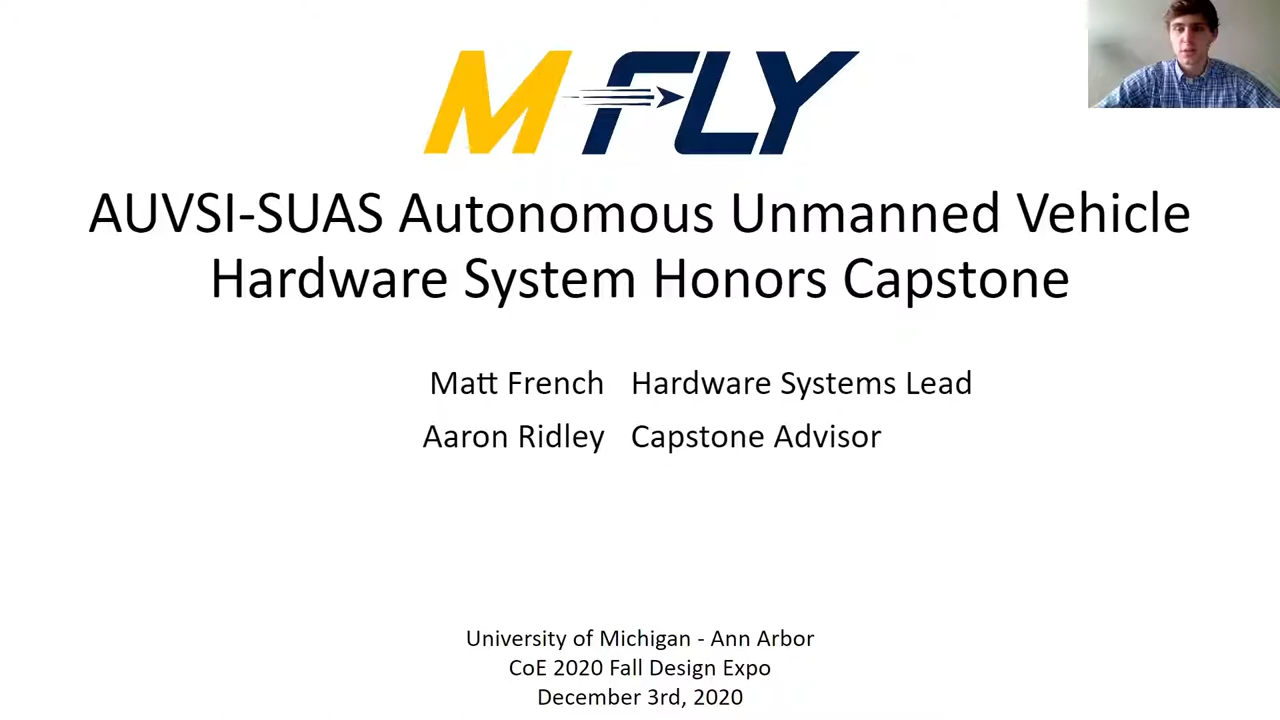 M FLY
AUVSI-SUAS Autonomous Unmanned Vehicle
Hardware System Honors Capstone
Matt French Hardware Systems Lead
Aaron Ridley Capstone Advisor
University of Michigan - Ann Arbor
CoE 2020 Fall Design Expo
December 3rd, 2020